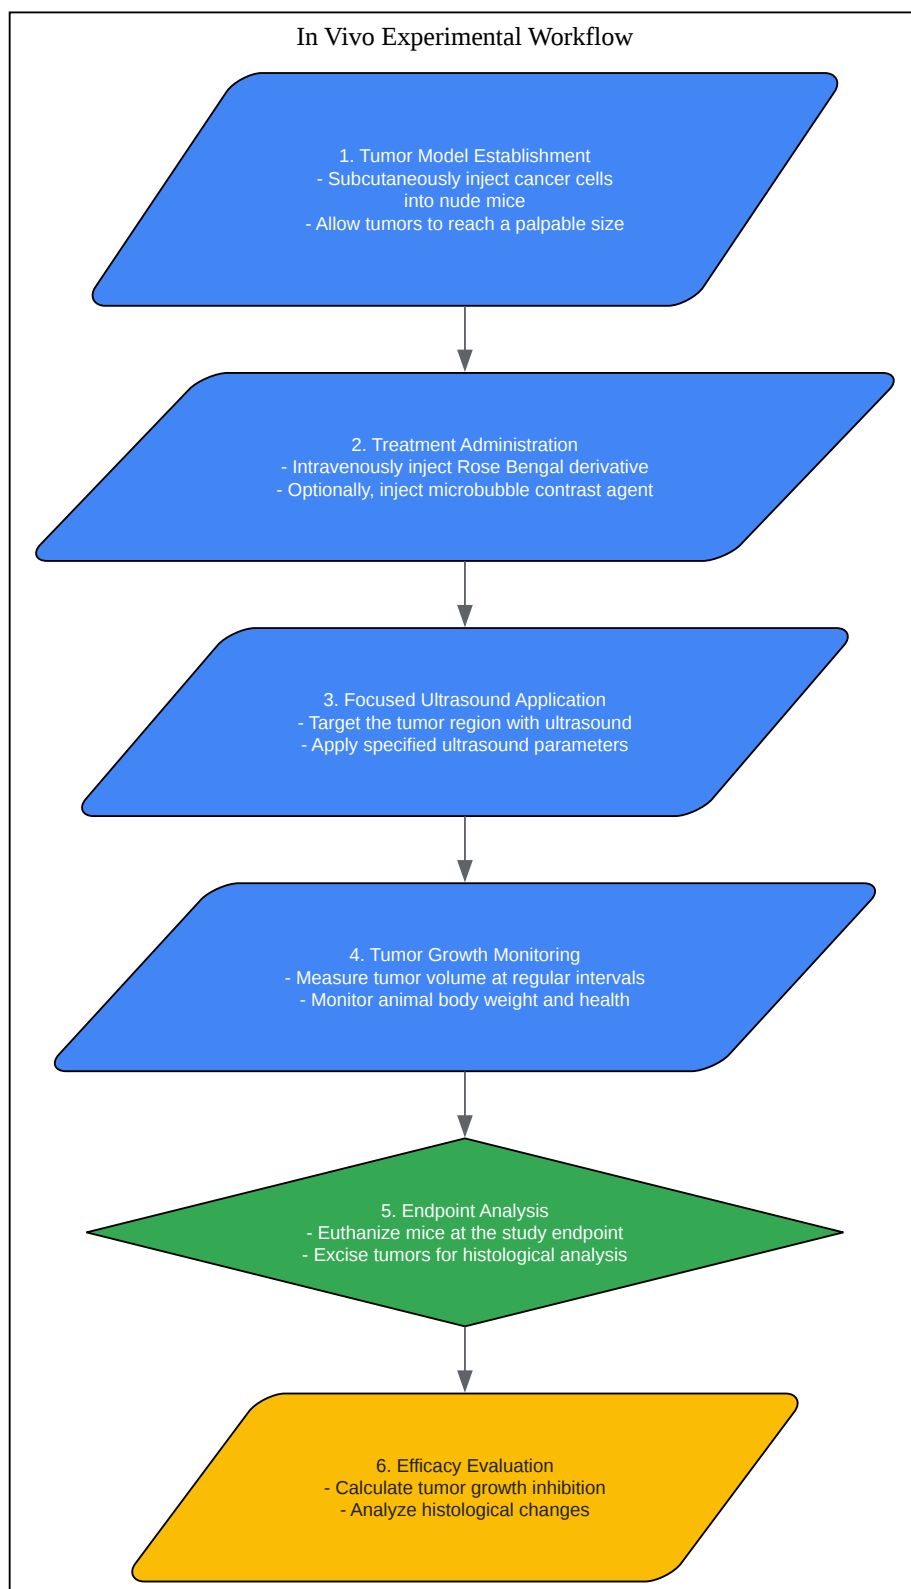 In Vivo Experimental Workflow
1. Tumor Model Establishment
- Subcutaneously inject cancer cells
into nude mice
- Allow tumors to reach a palpable size
2. Treatment Administration
- Intravenously inject Rose Bengal derivative
- Optionally, inject microbubble contrast agent
3. Focused Ultrasound Application
- Target the tumor region with ultrasound
- Apply specified ultrasound parameters
4. Tumor Growth Monitoring
- Measure tumor volume at regular intervals
- Monitor animal body weight and health
5. Endpoint Analysis
- Euthanize mice at the study endpoint
- Excise tumors for histological analysis
6. Efficacy Evaluation
- Calculate tumor growth inhibition
- Analyze histological changes